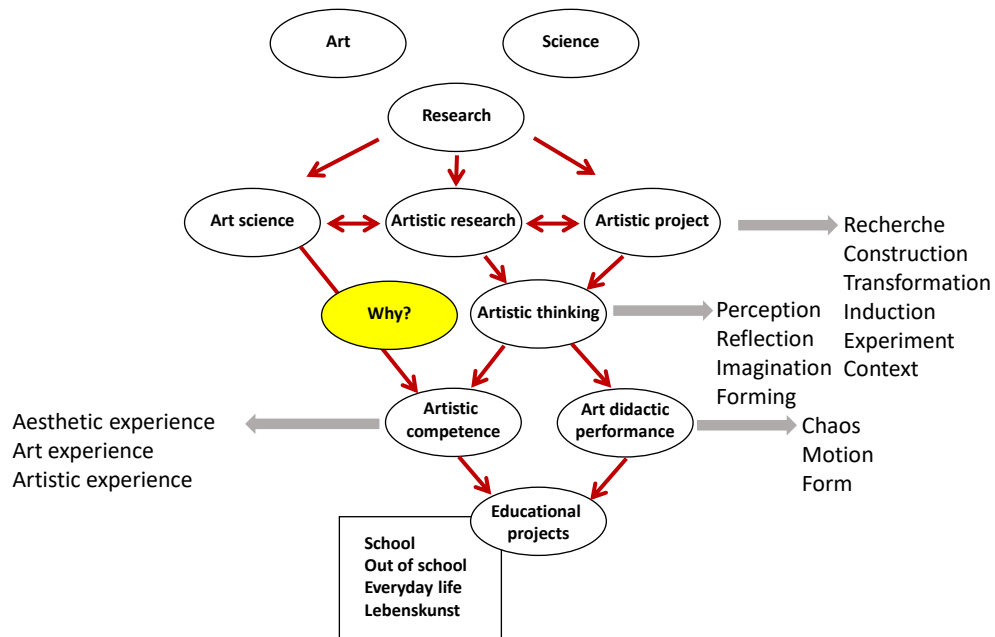 Art
Science
Research
Art science
Artistic research
Artistic project
Recherche
Construction
Transformation
Induction
Experiment
Context
Why?
Artistic thinking
Perception
Reflection
Imagination
Forming
Aesthetic experience
Art experience
Artistic experience
Artistic
competence
Art didactic
performance
Chaos
Motion
Form
Educational
projects
School
Out of school
Everyday life
Lebenskunst